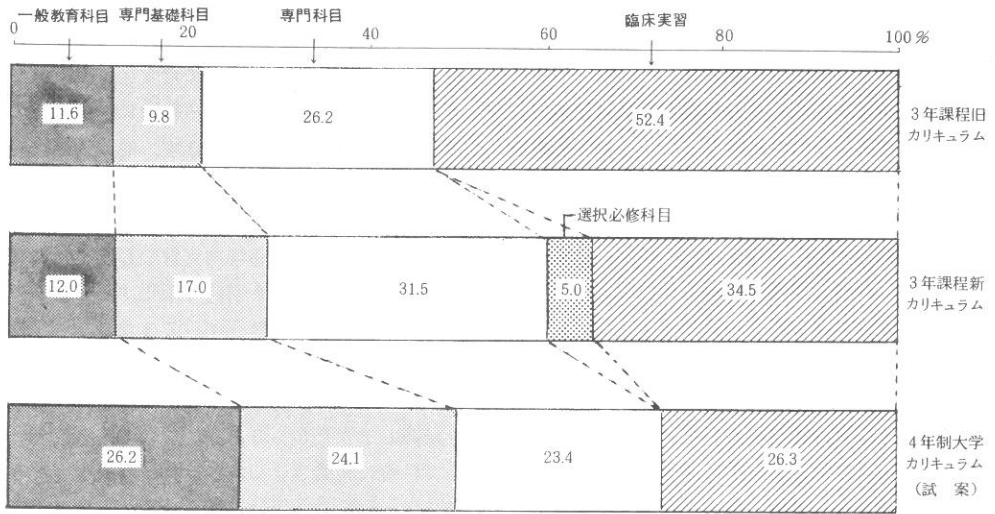 一般教育科目 専門基礎科目 専門科目 臨床実習
0 20 40 60 80 100%
11.6 9.8 26.2 52.4
3年課程旧
カリキュラム
選択必修科目
12.0 17.0 31.5 5.0 34.5
3年課程新
カリキュラム
26.2 24.1 23.4 26.3
4年制大学
カリキュラム
(試 案)